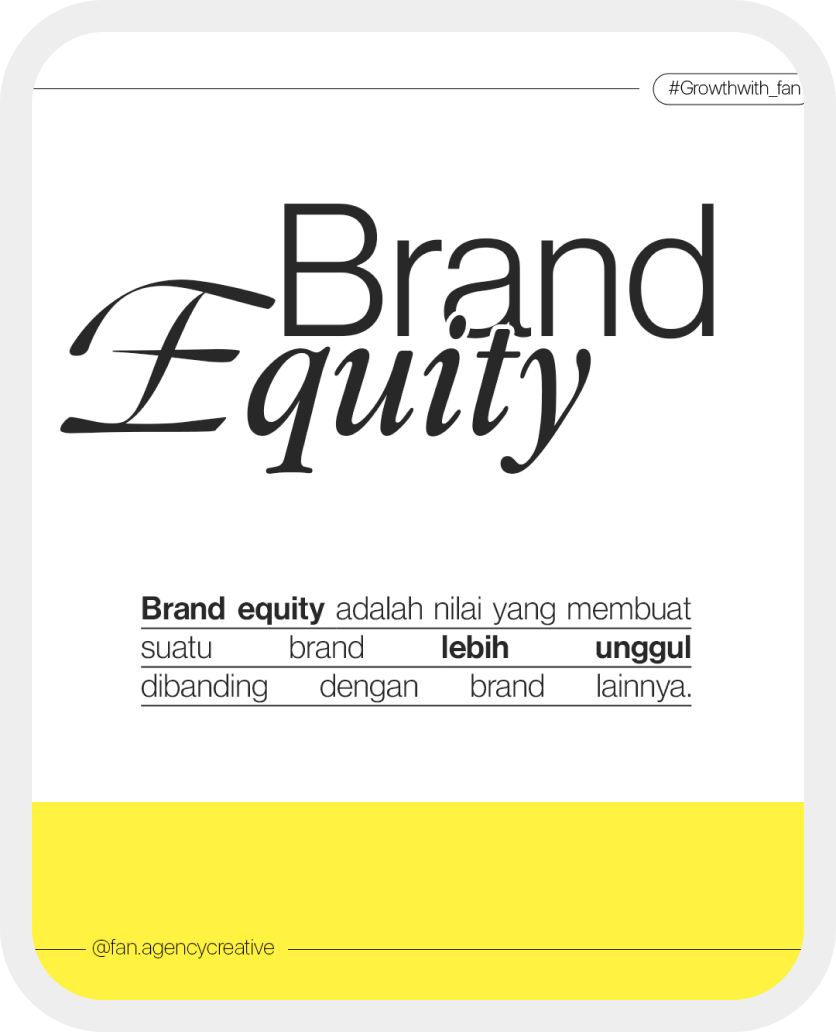 #Growthwith_fan
Brand
Equity
Brand equity adalah nilai yang membuat
suatu brand lebih unggul
dibanding dengan brand lainnya.
@fan.agencycreative